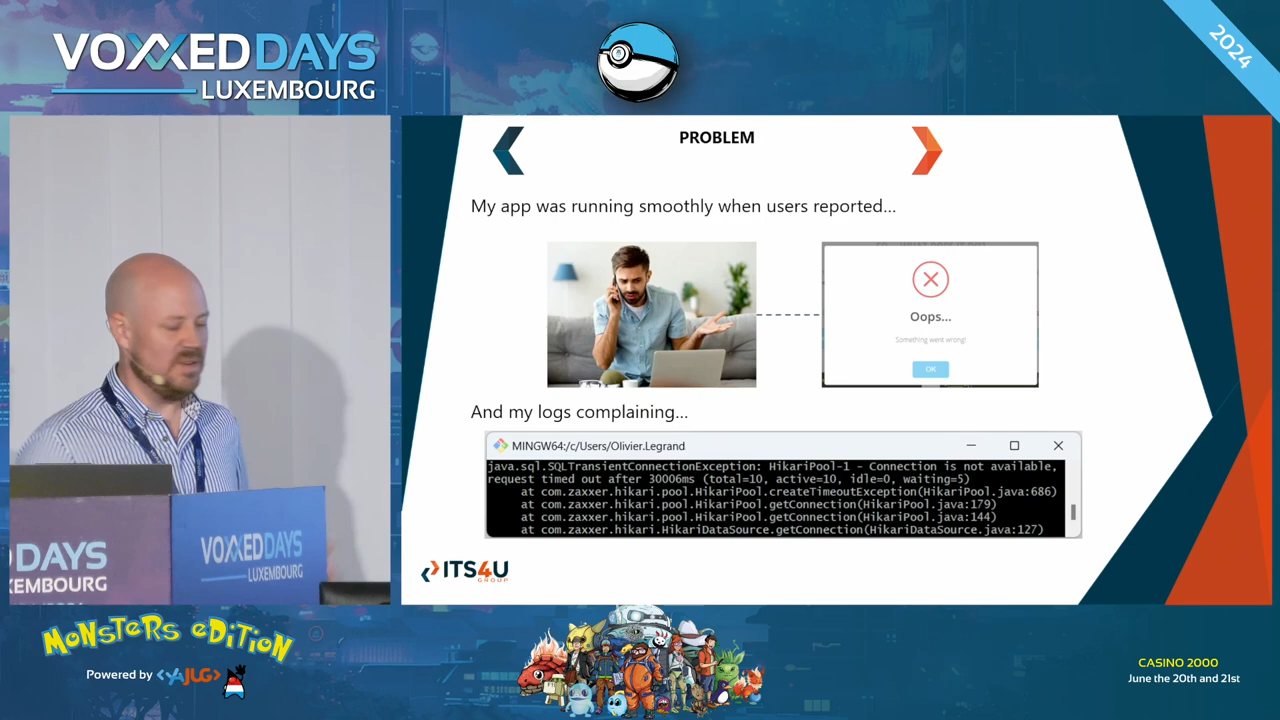 VOXXEDDAYS
LUXEMBOURG
2024
PROBLEM
My app was running smoothly when users reported...
Oops...
Something went wrong!
OK
And my logs complaining...
MINGW64:/c/Users/Olivier.Legrand
java.sql.SQLTransientConnectionException: HikariPool-1 - Connection is not available,
request timed out after 30006ms (total=10, active=10, idle=0, waiting=5)
at com.zaxxer.hikari.pool.HikariPool.createTimeoutException(HikariPool.java:686)
at com.zaxxer.hikari.pool.HikariPool.getConnection(HikariPool.java:179)
at com.zaxxer.hikari.pool.HikariPool.getConnection(HikariPool.java:144)
at com.zaxxer.hikari.HikariDataSource.getConnection(HikariDataSource.java:127)
ITS4U
GROUP
DAYS
EMBOURG
VOXXEDDAYS
LUXEMBOURG
MONSTERS EDITION
Powered by <YAJUG>
CASINO 2000
June the 20th and 21st